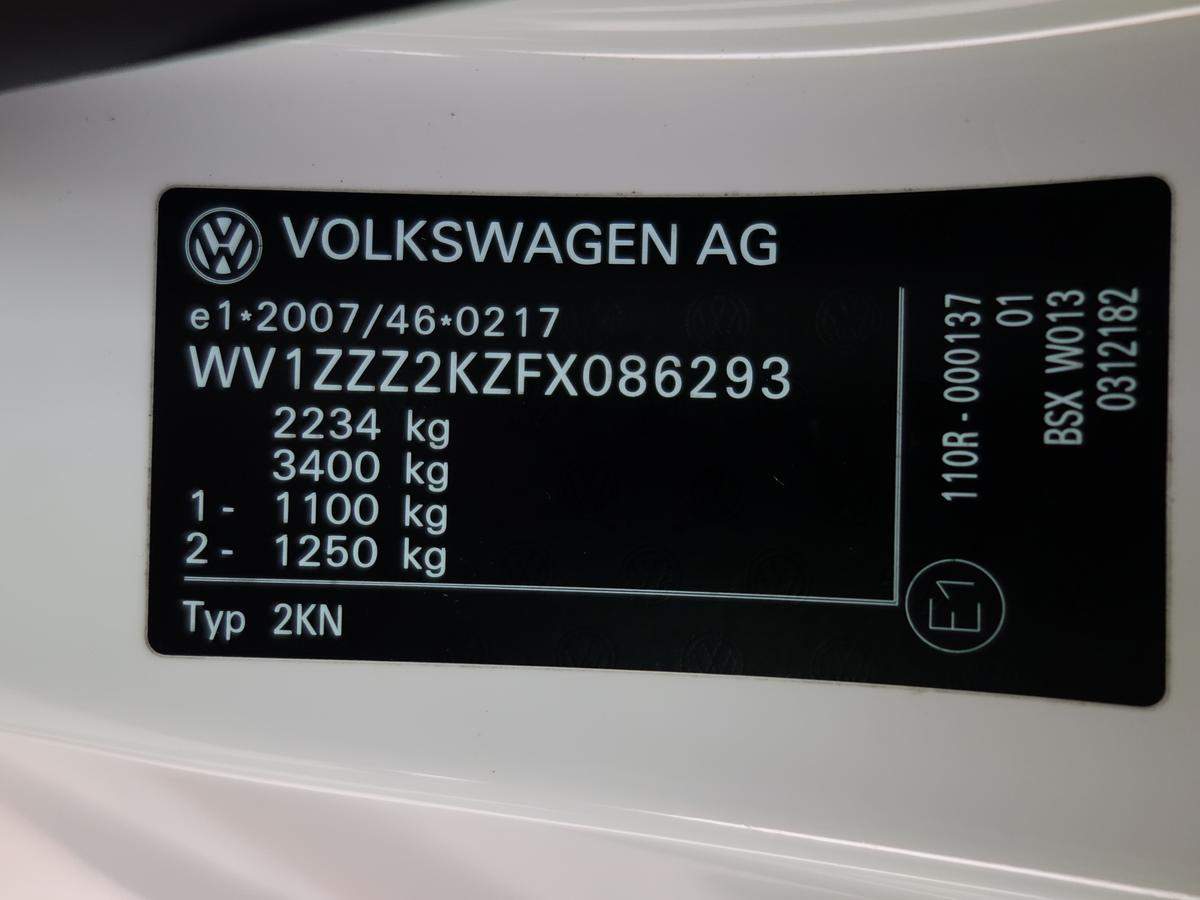 VOLKSWAGEN AG
e1*2007/46*0217
WV1ZZZ2KZFX086293
2234 kg
3400 kg
1 - 1100 kg
2 - 1250 kg
Typ 2KN
110R-000137
01
BSX W013
0312182
E1